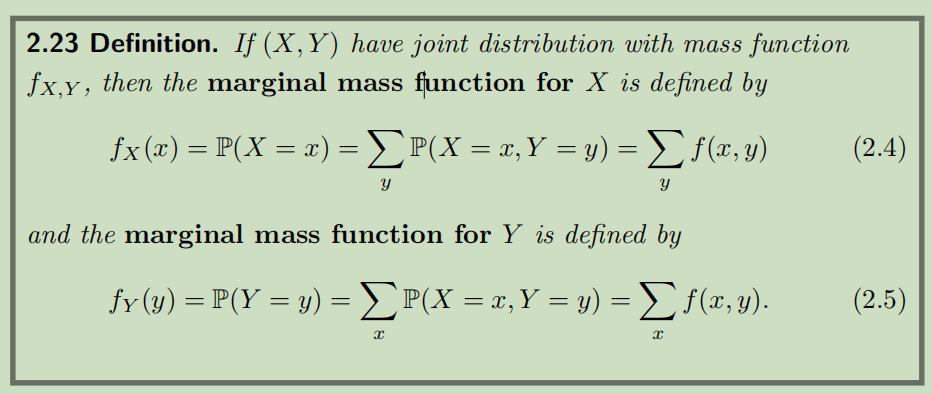 2.23 Definition. If (X, Y) have joint distribution with mass function
f_{X,Y}, then the marginal mass function for X is defined by
f_X(x) = ℙ(X = x) = ∑_y ℙ(X = x, Y = y) = ∑_y f(x, y) (2.4)
and the marginal mass function for Y is defined by
f_Y(y) = ℙ(Y = y) = ∑_x ℙ(X = x, Y = y) = ∑_x f(x, y). (2.5)